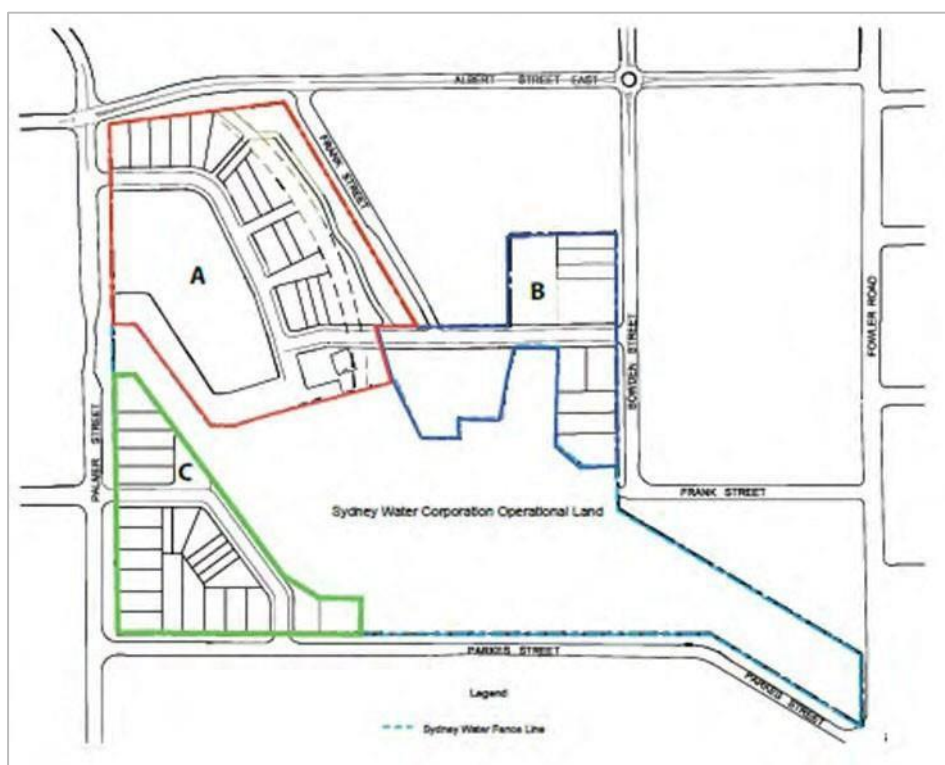 ALBERT STREET EAST
FRANK STREET
A
B
BOWDEN STREET
FOWLER ROAD
PALMER STREET
C
FRANK STREET
Sydney Water Corporation Operational Land
PARKES STREET
PARKES STREET
Legend
Sydney Water Fence Line